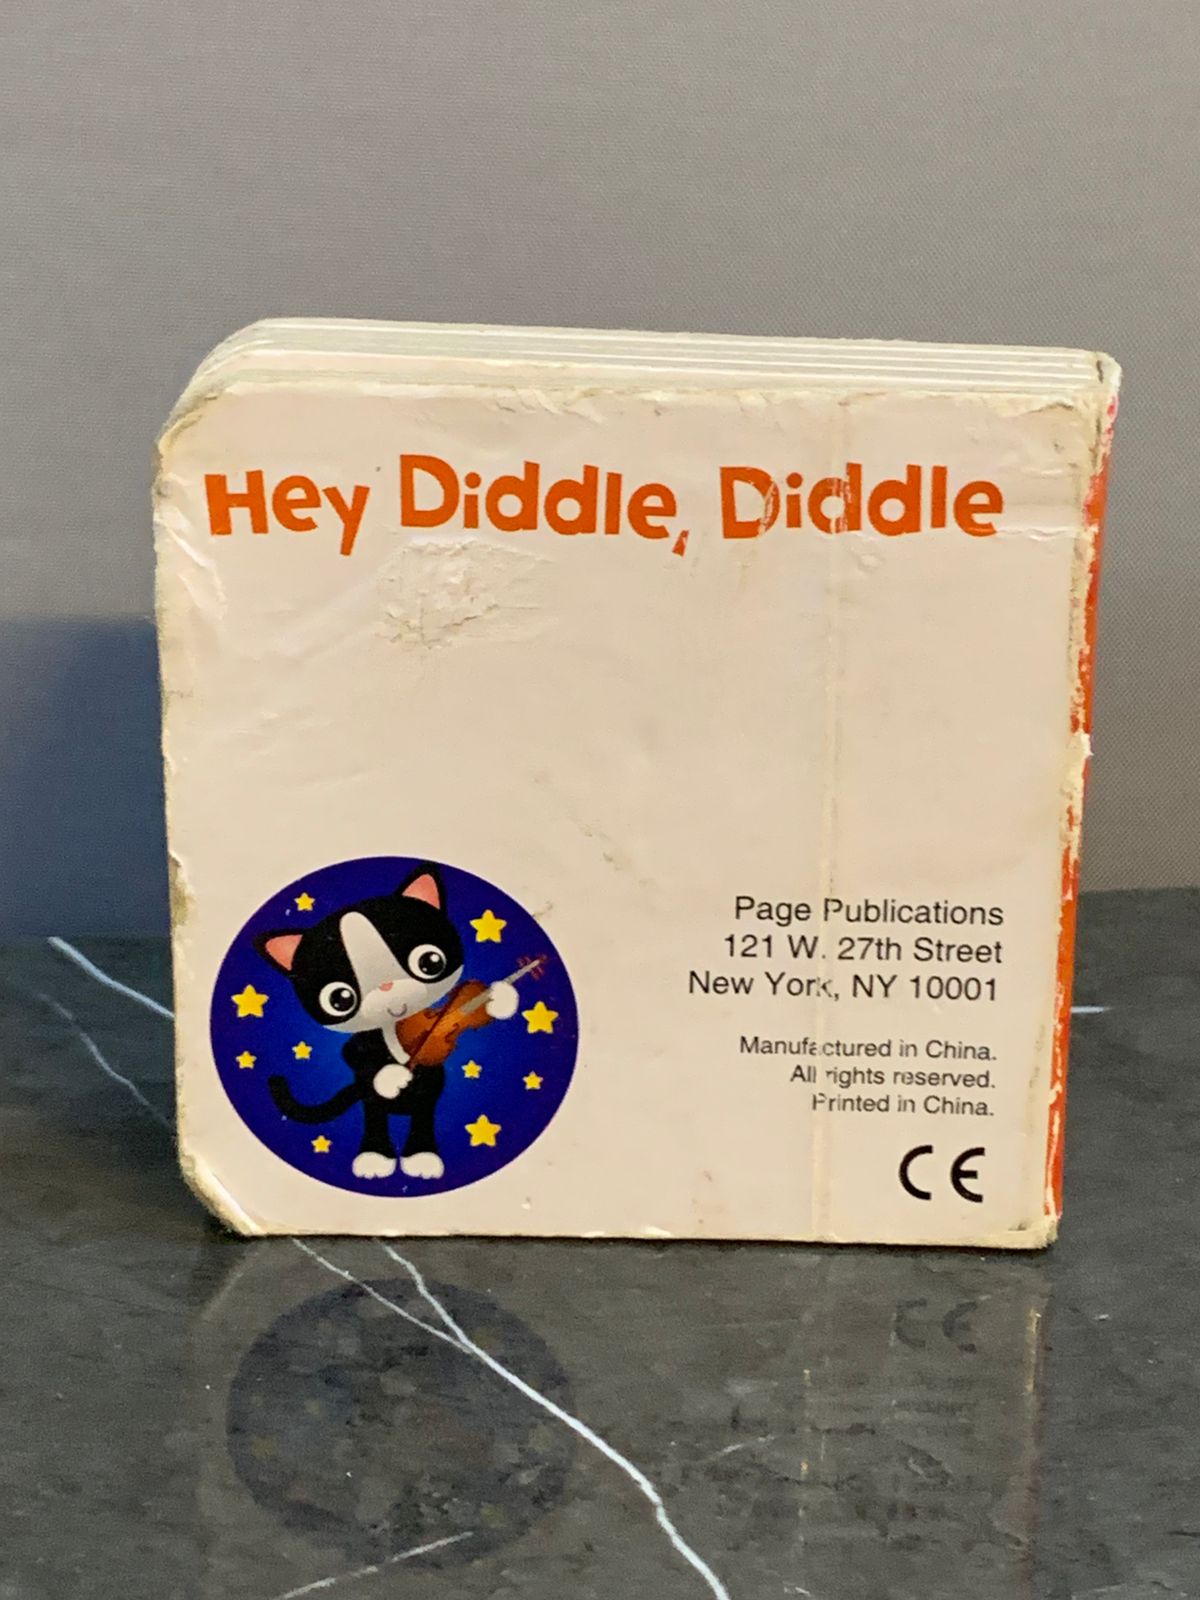 Hey Diddle, Diddle
Page Publications
121 W. 27th Street
New York, NY 10001
Manufactured in China.
All rights reserved.
Printed in China.
CE